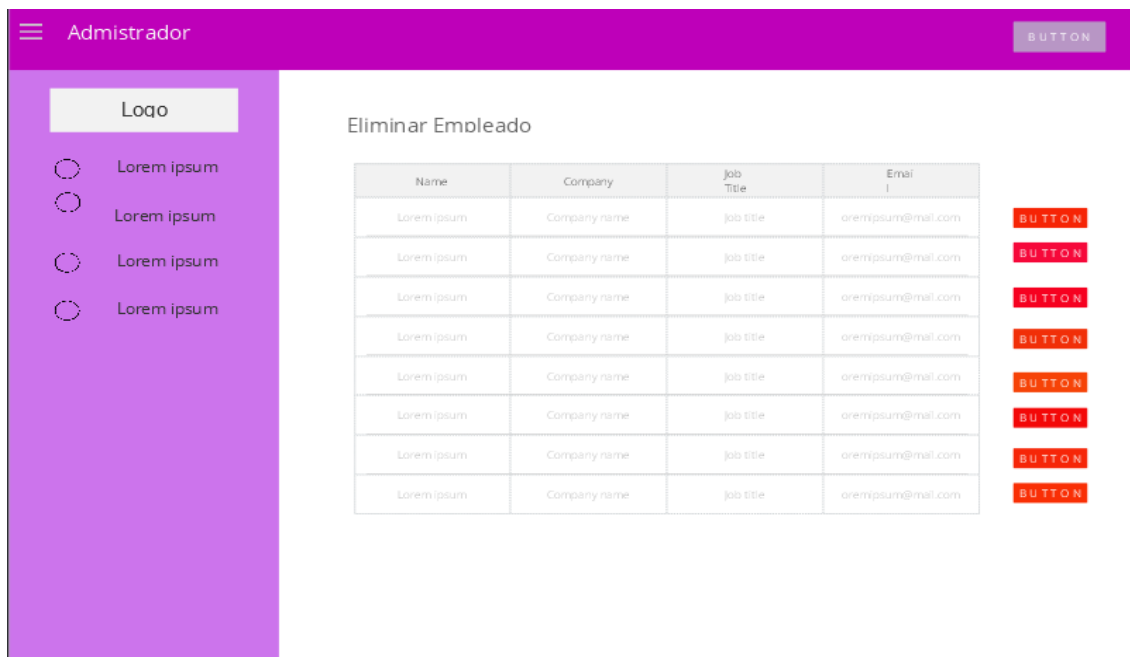 Admistrador
BUTTON
Logo
Lorem ipsum
Lorem ipsum
Lorem ipsum
Lorem ipsum
Eliminar Empleado
Name Company Job Title Email
Lorem ipsum Company name Job title oremipsum@mail.com BUTTON
Lorem ipsum Company name Job title oremipsum@mail.com BUTTON
Lorem ipsum Company name Job title oremipsum@mail.com BUTTON
Lorem ipsum Company name Job title oremipsum@mail.com BUTTON
Lorem ipsum Company name Job title oremipsum@mail.com BUTTON
Lorem ipsum Company name Job title oremipsum@mail.com BUTTON
Lorem ipsum Company name Job title oremipsum@mail.com BUTTON
Lorem ipsum Company name Job title oremipsum@mail.com BUTTON